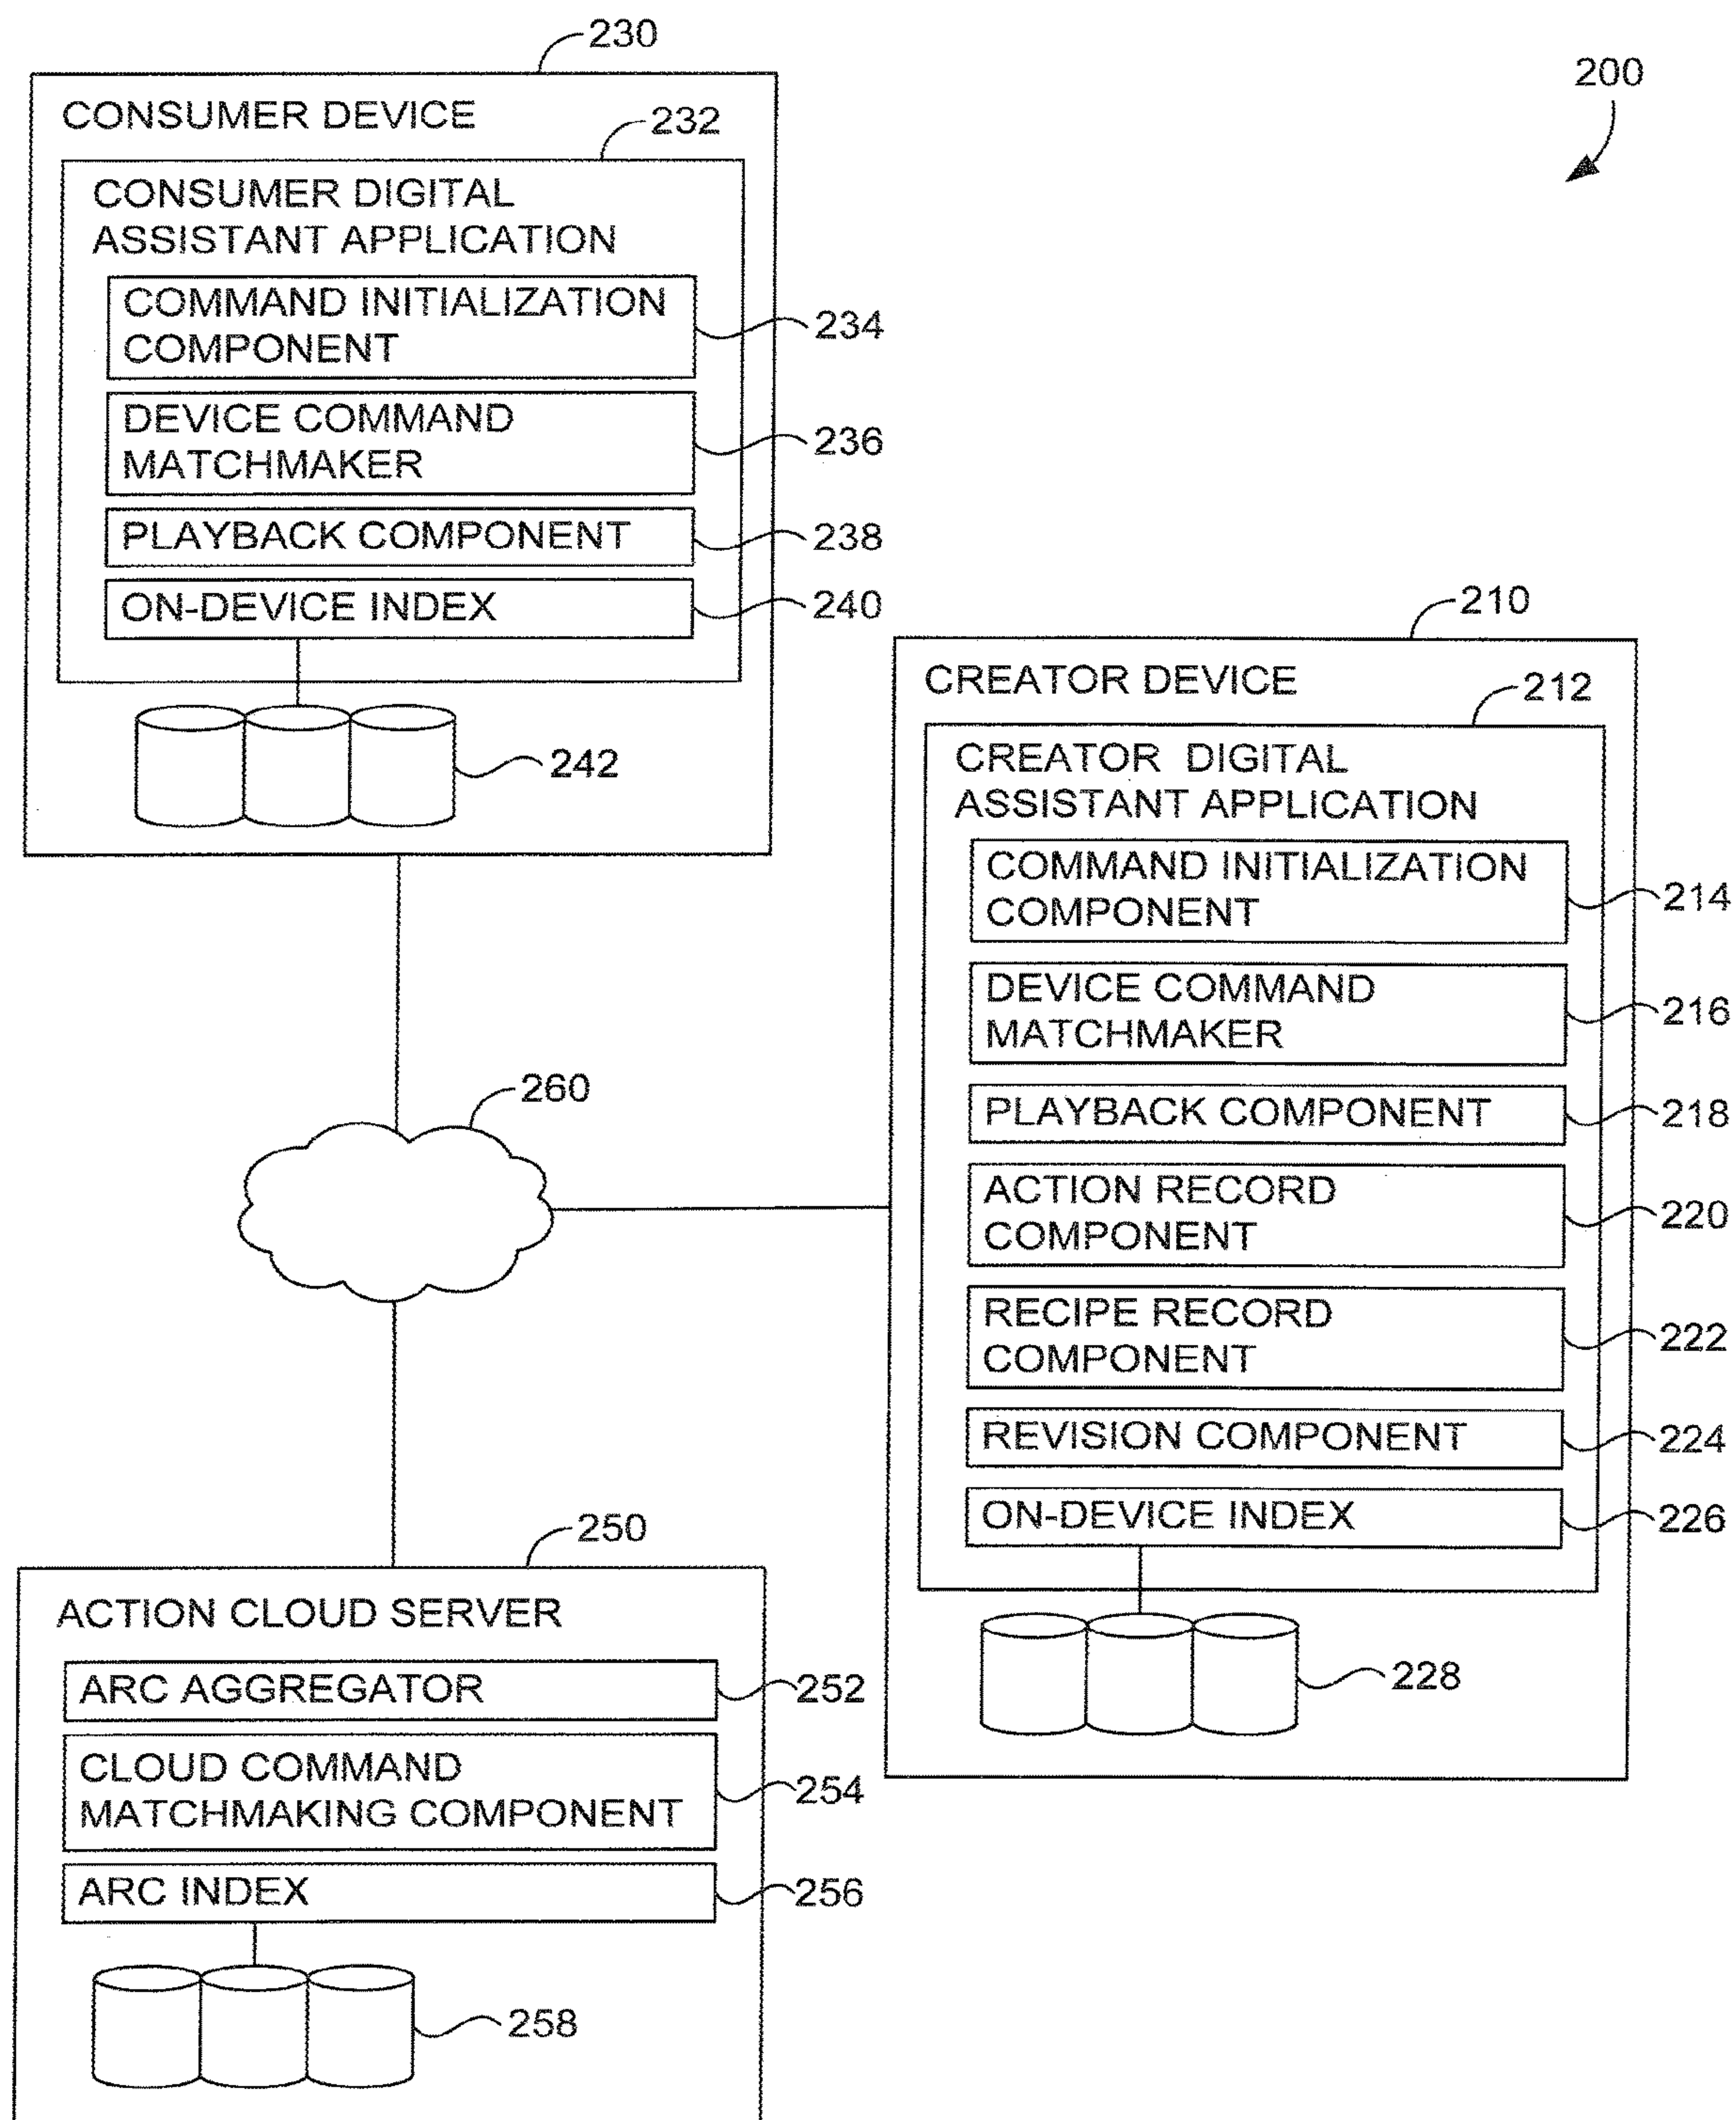 230
200
CONSUMER DEVICE
232
CONSUMER DIGITAL
ASSISTANT APPLICATION
COMMAND INITIALIZATION
COMPONENT
234
DEVICE COMMAND
MATCHMAKER
236
PLAYBACK COMPONENT
238
ON-DEVICE INDEX
240
242
210
CREATOR DEVICE
212
CREATOR DIGITAL
ASSISTANT APPLICATION
COMMAND INITIALIZATION
COMPONENT
214
DEVICE COMMAND
MATCHMAKER
216
PLAYBACK COMPONENT
218
ACTION RECORD
COMPONENT
220
RECIPE RECORD
COMPONENT
222
REVISION COMPONENT
224
ON-DEVICE INDEX
226
228
260
250
ACTION CLOUD SERVER
ARC AGGREGATOR
252
CLOUD COMMAND
MATCHMAKING COMPONENT
254
ARC INDEX
256
258